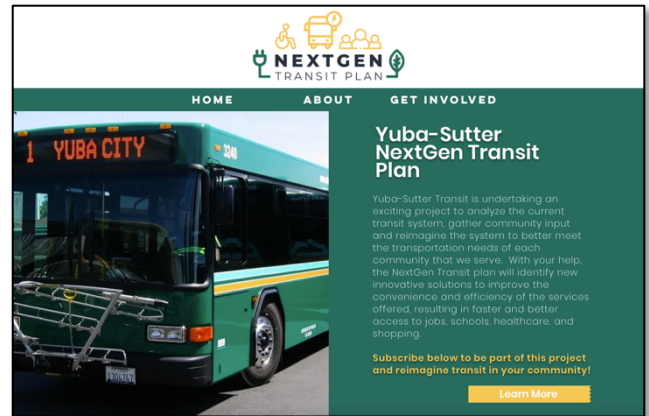 NEXTGEN
TRANSIT PLAN
HOME ABOUT GET INVOLVED
1 YUBA CITY
3240
1304747
Yuba-Sutter
NextGen Transit
Plan
Yuba-Sutter Transit is undertaking an
exciting project to analyze the current
transit system, gather community input
and reimagine the system to better meet
the transportation needs of each
community that we serve. With your help,
the NextGen Transit plan will identify new
innovative solutions to improve the
convenience and efficiency of the services
offered, resulting in faster and better
access to jobs, schools, healthcare, and
shopping.
Subscribe below to be part of this project
and reimagine transit in your community!
Learn More